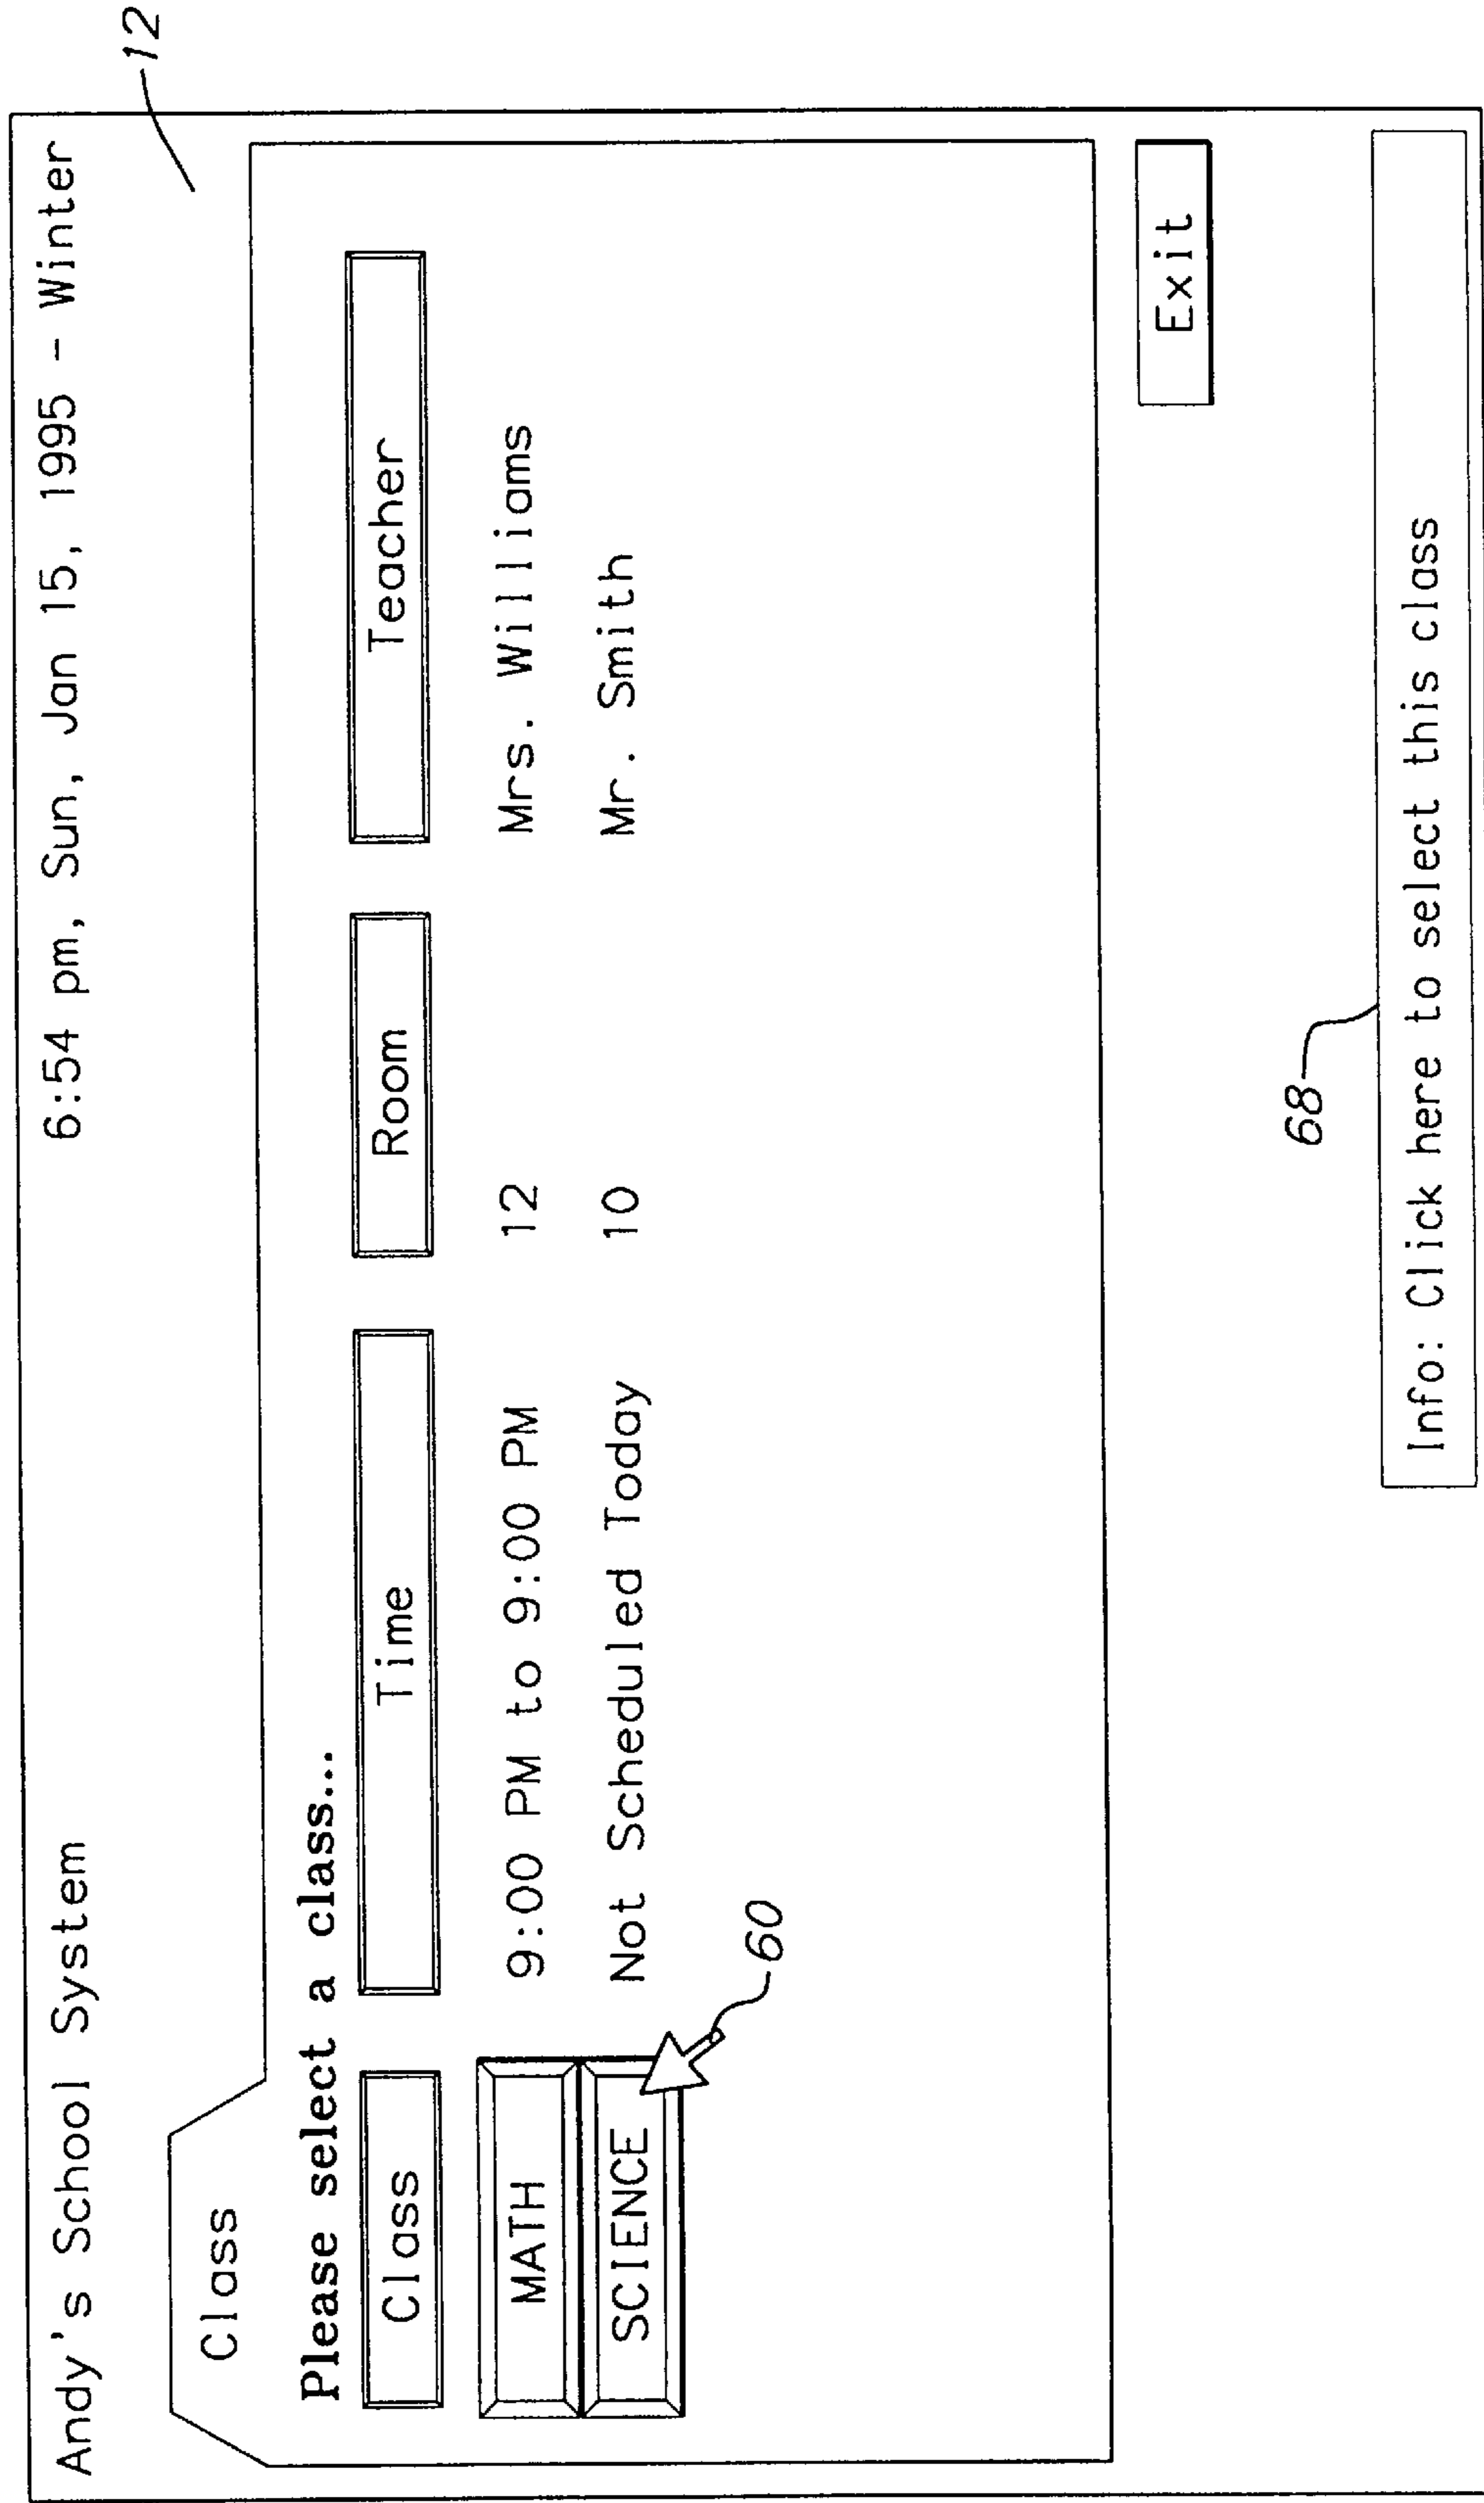 Andy's School System 6:54 pm, Sun, Jan 15, 1995 - Winter
12
Class
Please select a class...
Class Time Room Teacher
MATH 9:00 PM to 9:00 PM 12 Mrs. Williams
SCIENCE Not Scheduled Today 10 Mr. Smith
60
Exit
68
Info: Click here to select this class